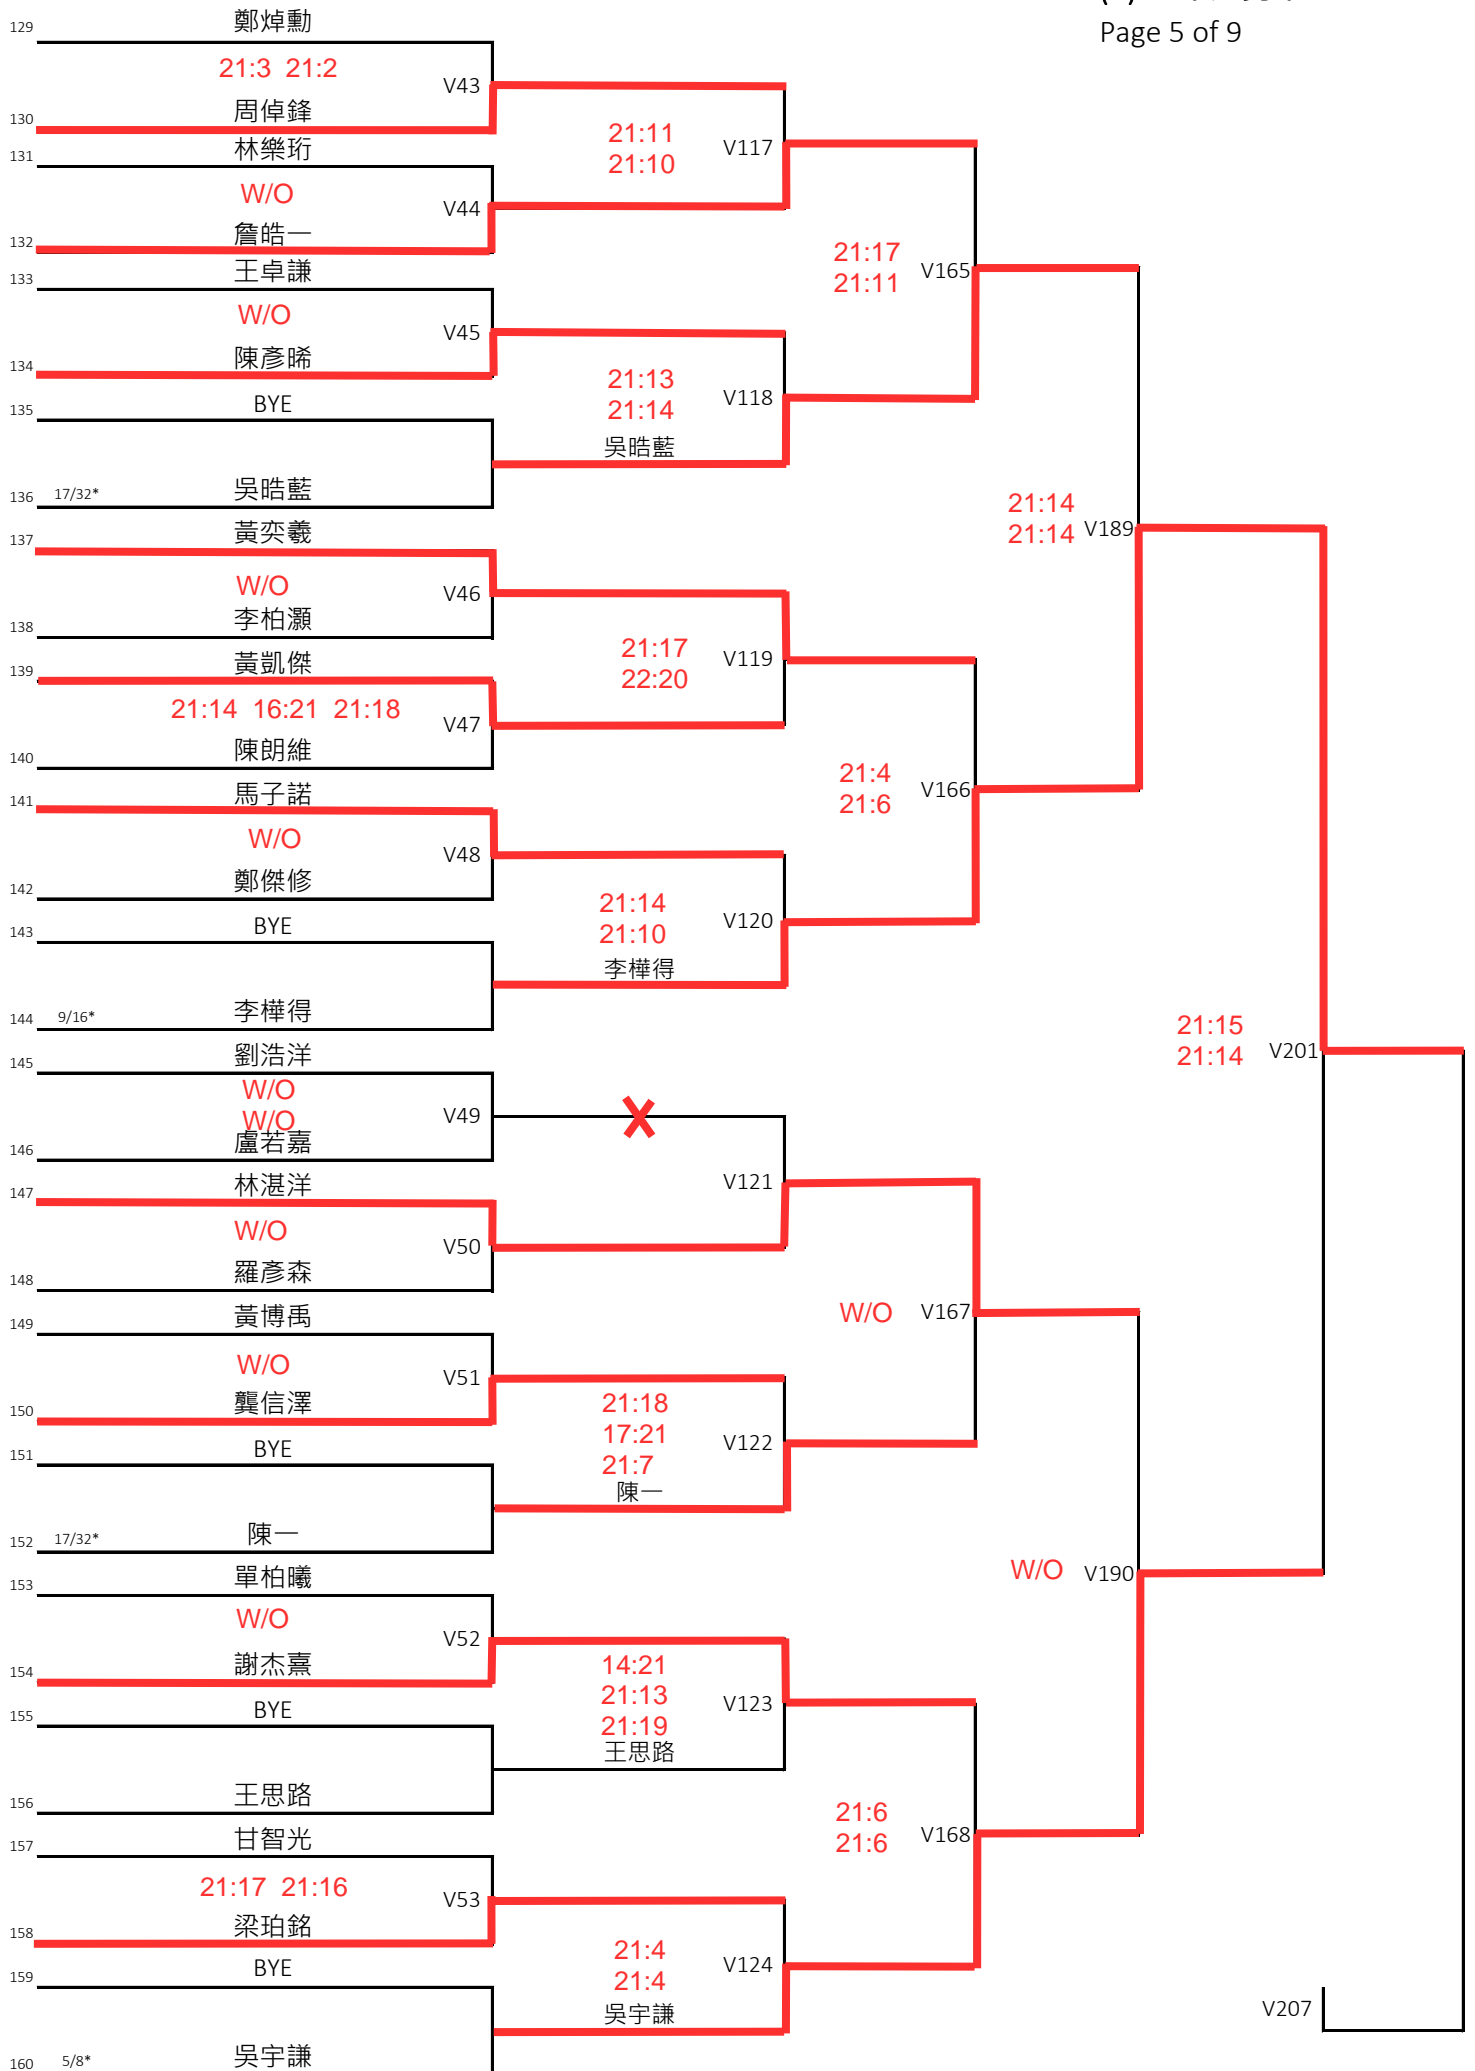 Page 5 of 9
129 鄭焯勳
21:3 21:2
V43
130 周倬鋒
131 林樂珩
W/O
V44
132 詹皓一
21:11
21:10
V117
133 王卓謙
W/O
V45
134 陳彥晞
135 BYE
136 17/32* 吳晧藍
21:13
21:14
V118
吳晧藍
21:17
21:11
V165
137 黃奕羲
W/O
V46
138 李柏灝
139 黃凱傑
21:14 16:21 21:18
V47
140 陳朗維
21:17
22:20
V119
141 馬子諾
W/O
V48
142 鄭傑修
143 BYE
144 9/16* 李樺得
21:14
21:10
V120
李樺得
21:4
21:6
V166
21:14
21:14
V189
145 劉浩洋
W/O
W/O
V49
146 盧若嘉
147 林湛洋
W/O
V50
148 羅彥森
X
V121
149 黃博禹
W/O
V51
150 龔信澤
151 BYE
152 17/32* 陳一
21:18
17:21
21:7
V122
陳一
W/O
V167
153 單柏曦
W/O
V52
154 謝杰熹
155 BYE
156 王思路
14:21
21:13
21:19
V123
王思路
157 甘智光
21:17 21:16
V53
158 梁珀銘
159 BYE
160 5/8* 吳宇謙
21:4
21:4
V124
吳宇謙
21:6
21:6
V168
W/O
V190
21:15
21:14
V201
V207